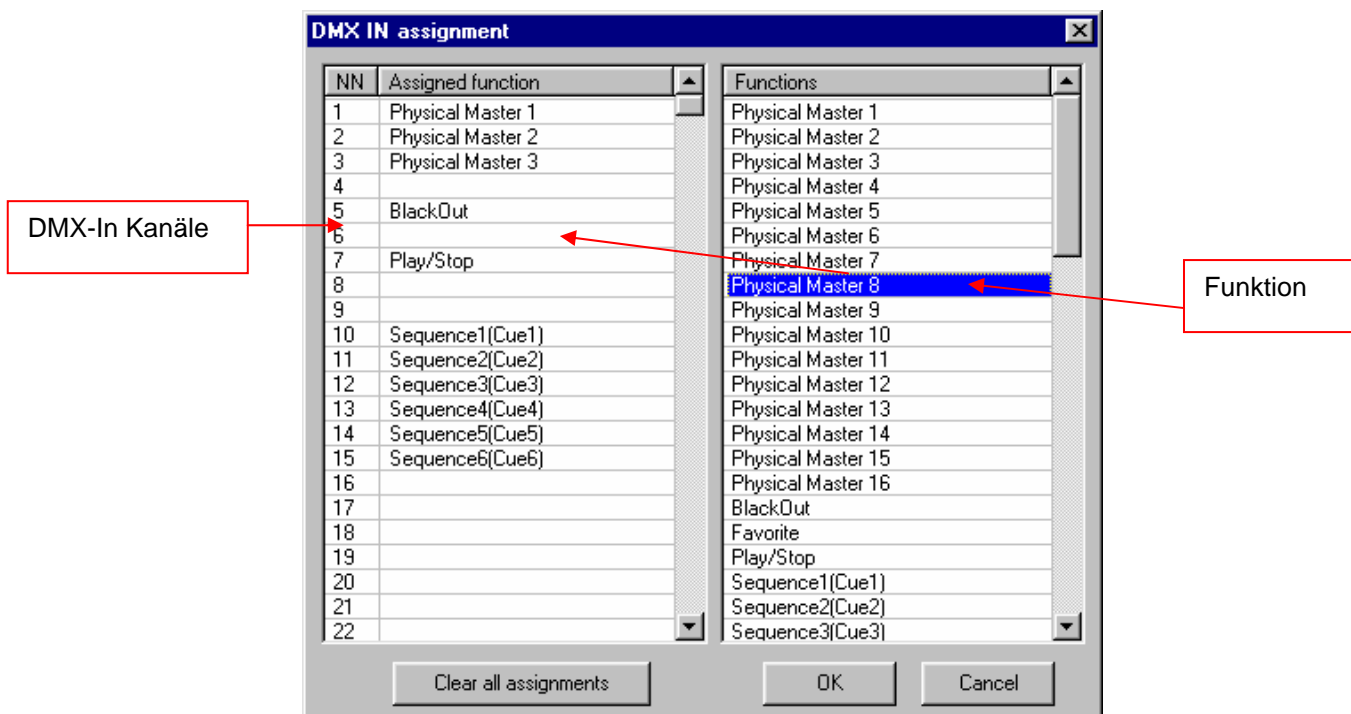 DMX IN assignment
NN Assigned function
1 Physical Master 1
2 Physical Master 2
3 Physical Master 3
4
5 BlackOut
6
7 Play/Stop
8
9
10 Sequence1(Cue1)
11 Sequence2(Cue2)
12 Sequence3(Cue3)
13 Sequence4(Cue4)
14 Sequence5(Cue5)
15 Sequence6(Cue6)
16
17
18
19
20
21
22
Functions
Physical Master 1
Physical Master 2
Physical Master 3
Physical Master 4
Physical Master 5
Physical Master 6
Physical Master 7
Physical Master 8
Physical Master 9
Physical Master 10
Physical Master 11
Physical Master 12
Physical Master 13
Physical Master 14
Physical Master 15
Physical Master 16
BlackOut
Favorite
Play/Stop
Sequence1(Cue1)
Sequence2(Cue2)
Sequence3(Cue3)
DMX-In Kanäle
Funktion
Clear all assignments
OK
Cancel